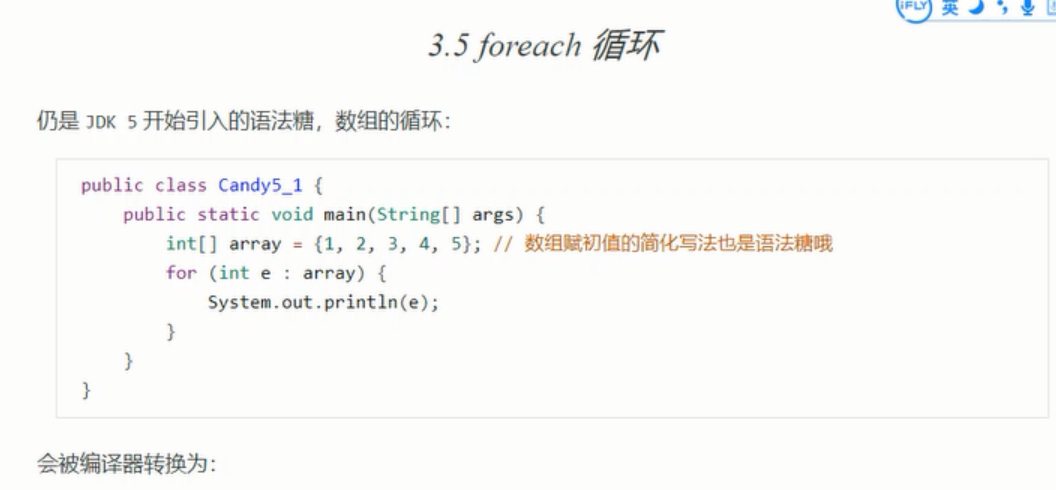 iFLY 英
3.5 foreach 循环
仍是 JDK 5 开始引入的语法糖，数组的循环：
public class Candy5_1 {
    public static void main(String[] args) {
        int[] array = {1, 2, 3, 4, 5}; // 数组赋初值的简化写法也是语法糖哦
        for (int e : array) {
            System.out.println(e);
        }
    }
}
会被编译器转换为：